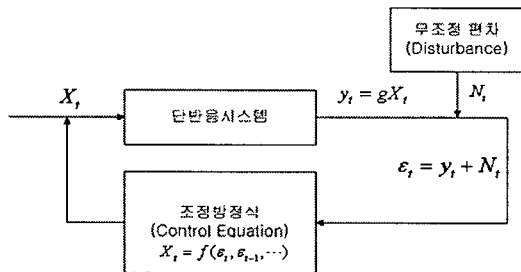 무조정 편차
(Disturbance)
X_t
y_t = gX_t
N_t
단반응시스템
ε_t = y_t + N_t
조정방정식
(Control Equation)
X_t = f(ε_t, ε_{t-1}, ⋯)